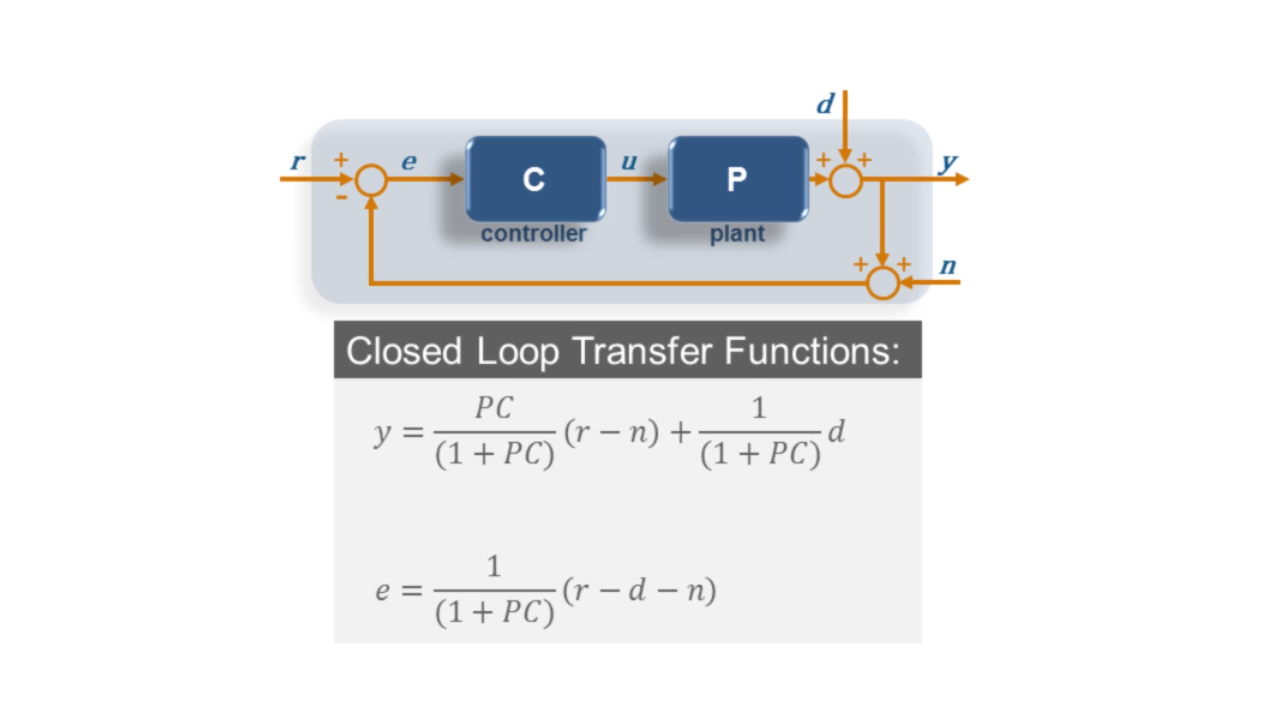 d
r + e C u P + + y
-
controller plant
+ + n
Closed Loop Transfer Functions:
y = PC/(1 + PC) (r − n) + 1/(1 + PC) d
e = 1/(1 + PC) (r − d − n)